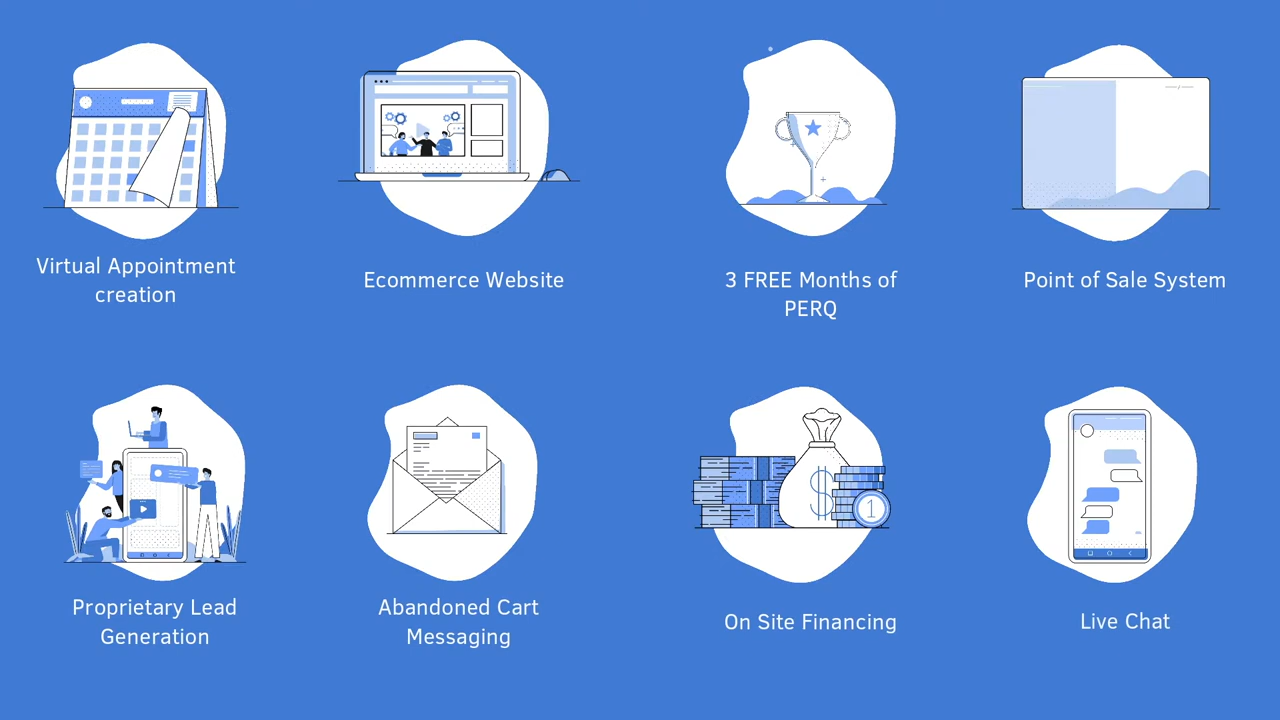 Virtual Appointment
creation
Ecommerce Website
3 FREE Months of
PERQ
Point of Sale System
Proprietary Lead
Generation
Abandoned Cart
Messaging
$
1
On Site Financing
Live Chat